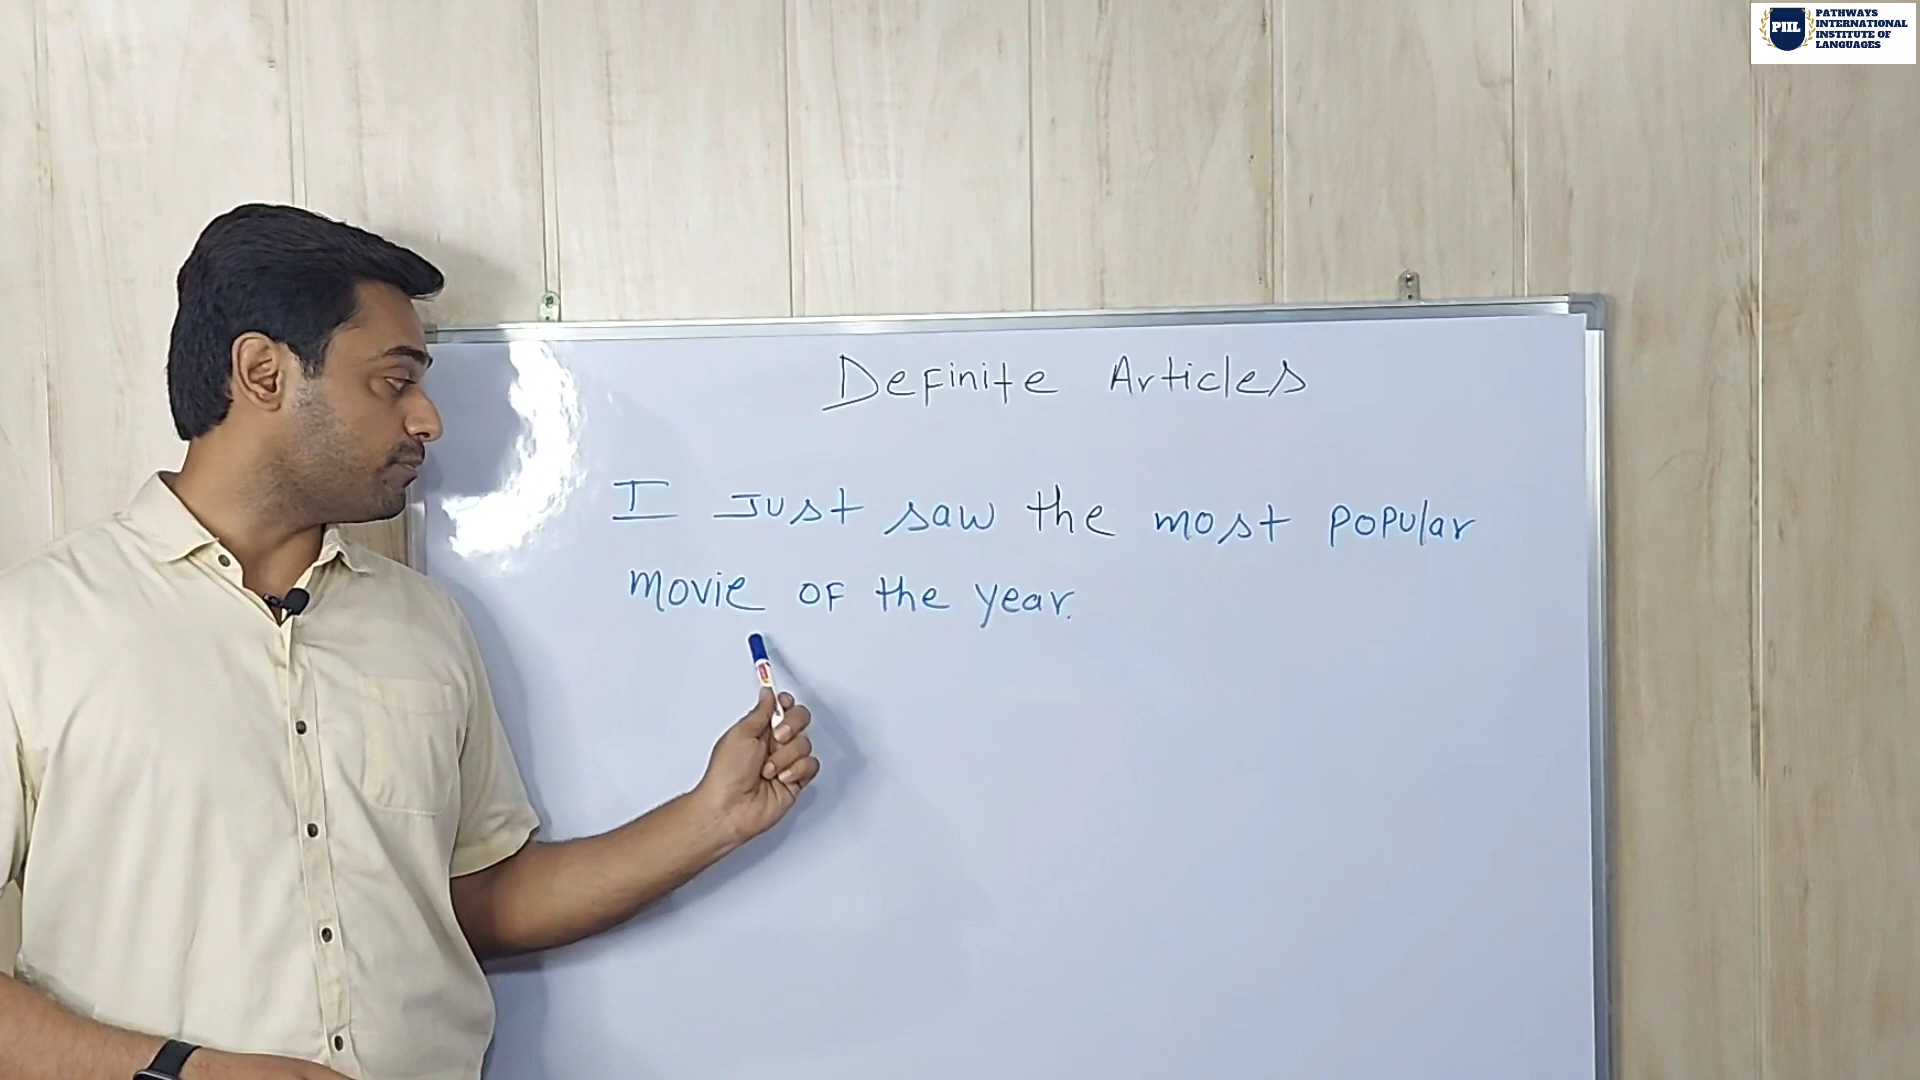 PIIL
PATHWAYS
INTERNATIONAL
INSTITUTE OF
LANGUAGES
Definite Articles
I Just saw the most popular
movie of the year.